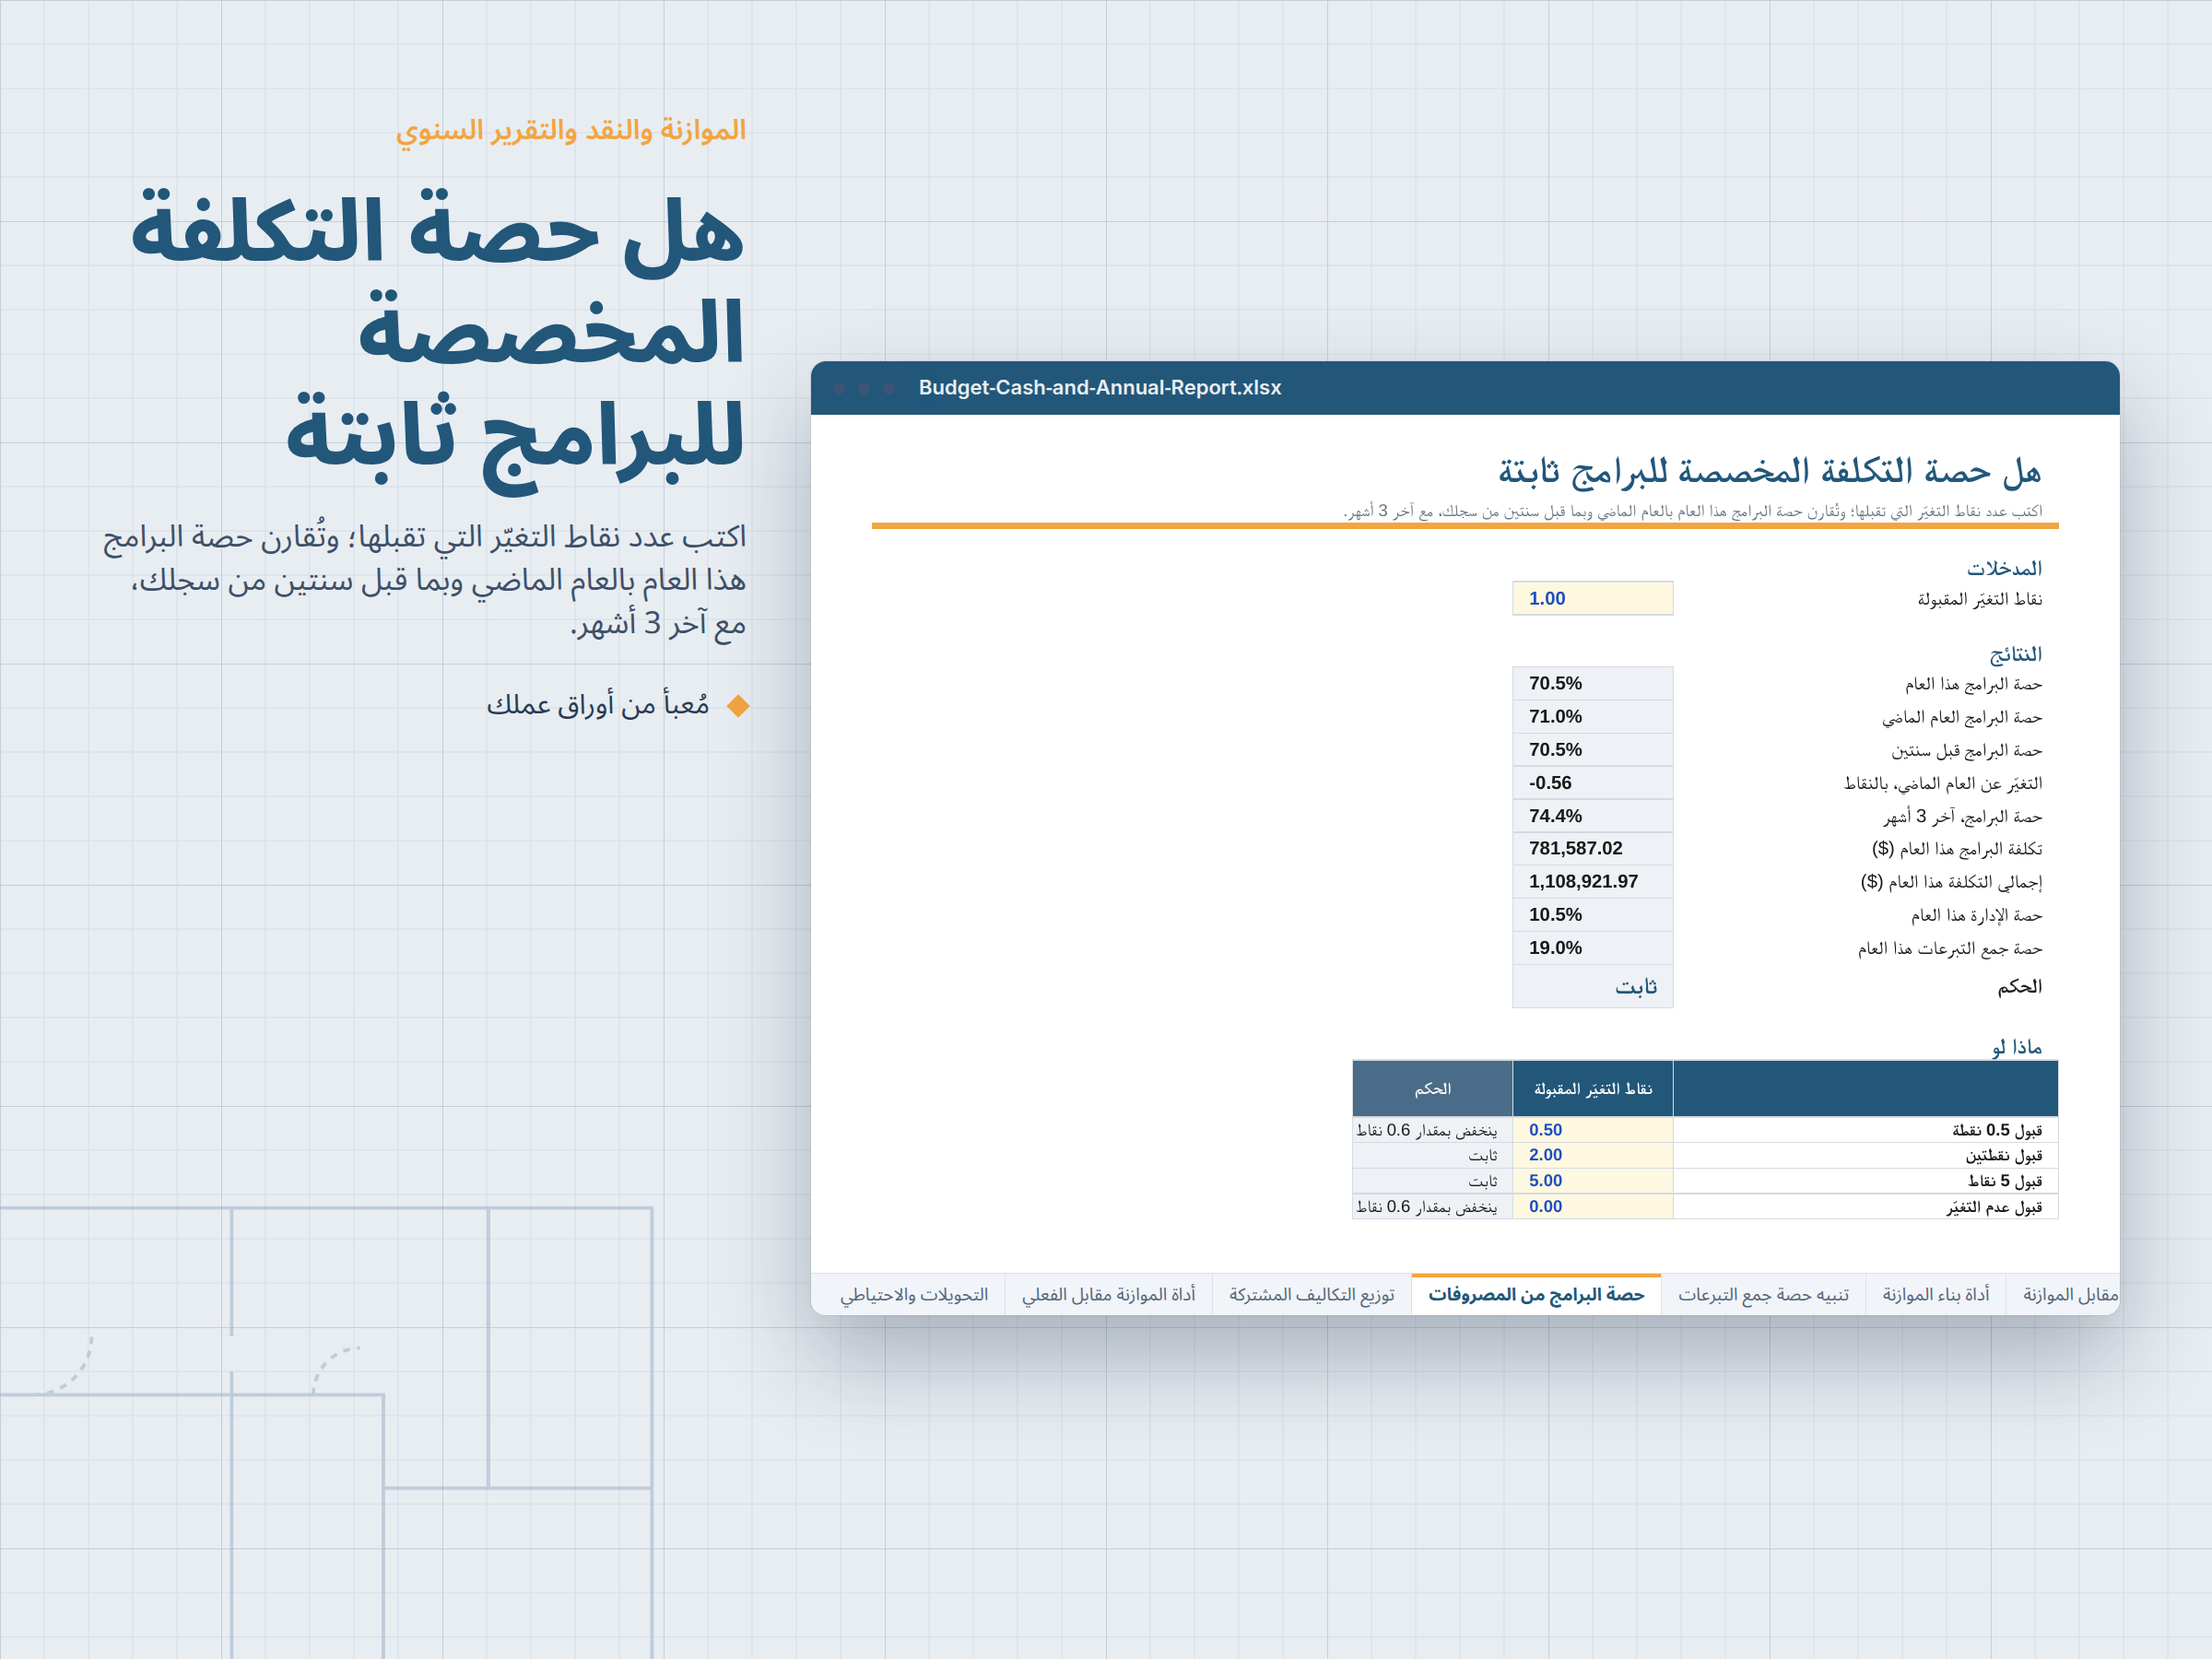 الموازنة والنقد والتقرير السنوي
هل حصة التكلفة
المخصصة
للبرامج ثابتة
اكتب عدد نقاط التغيّر التي تقبلها؛ وتُقارن حصة البرامج
هذا العام بالعام الماضي وبما قبل سنتين من سجلك،
مع آخر 3 أشهر.
مُعبأ من أوراق عملك
Budget-Cash-and-Annual-Report.xlsx
هل حصة التكلفة المخصصة للبرامج ثابتة
اكتب عدد نقاط التغيّر التي تقبلها؛ وتُقارن حصة البرامج هذا العام بالعام الماضي وبما قبل سنتين من سجلك، مع آخر 3 أشهر.
المدخلات
نقاط التغيّر المقبولة 1.00
النتائج
حصة البرامج هذا العام 70.5%
حصة البرامج العام الماضي 71.0%
حصة البرامج قبل سنتين 70.5%
التغيّر عن العام الماضي، بالنقاط -0.56
حصة البرامج، آخر 3 أشهر 74.4%
تكلفة البرامج هذا العام ($) 781,587.02
إجمالي التكلفة هذا العام ($) 1,108,921.97
حصة الإدارة هذا العام 10.5%
حصة جمع التبرعات هذا العام 19.0%
الحكم ثابت
ماذا لو
نقاط التغيّر المقبولة الحكم
قبول 0.5 نقطة 0.50 ينخفض بمقدار 0.6 نقاط
قبول نقطتين 2.00 ثابت
قبول 5 نقاط 5.00 ثابت
قبول عدم التغيّر 0.00 ينخفض بمقدار 0.6 نقاط
مقابل الموازنة أداة بناء الموازنة تنبيه حصة جمع التبرعات حصة البرامج من المصروفات توزيع التكاليف المشتركة أداة الموازنة مقابل الفعلي التحويلات والاحتياطي